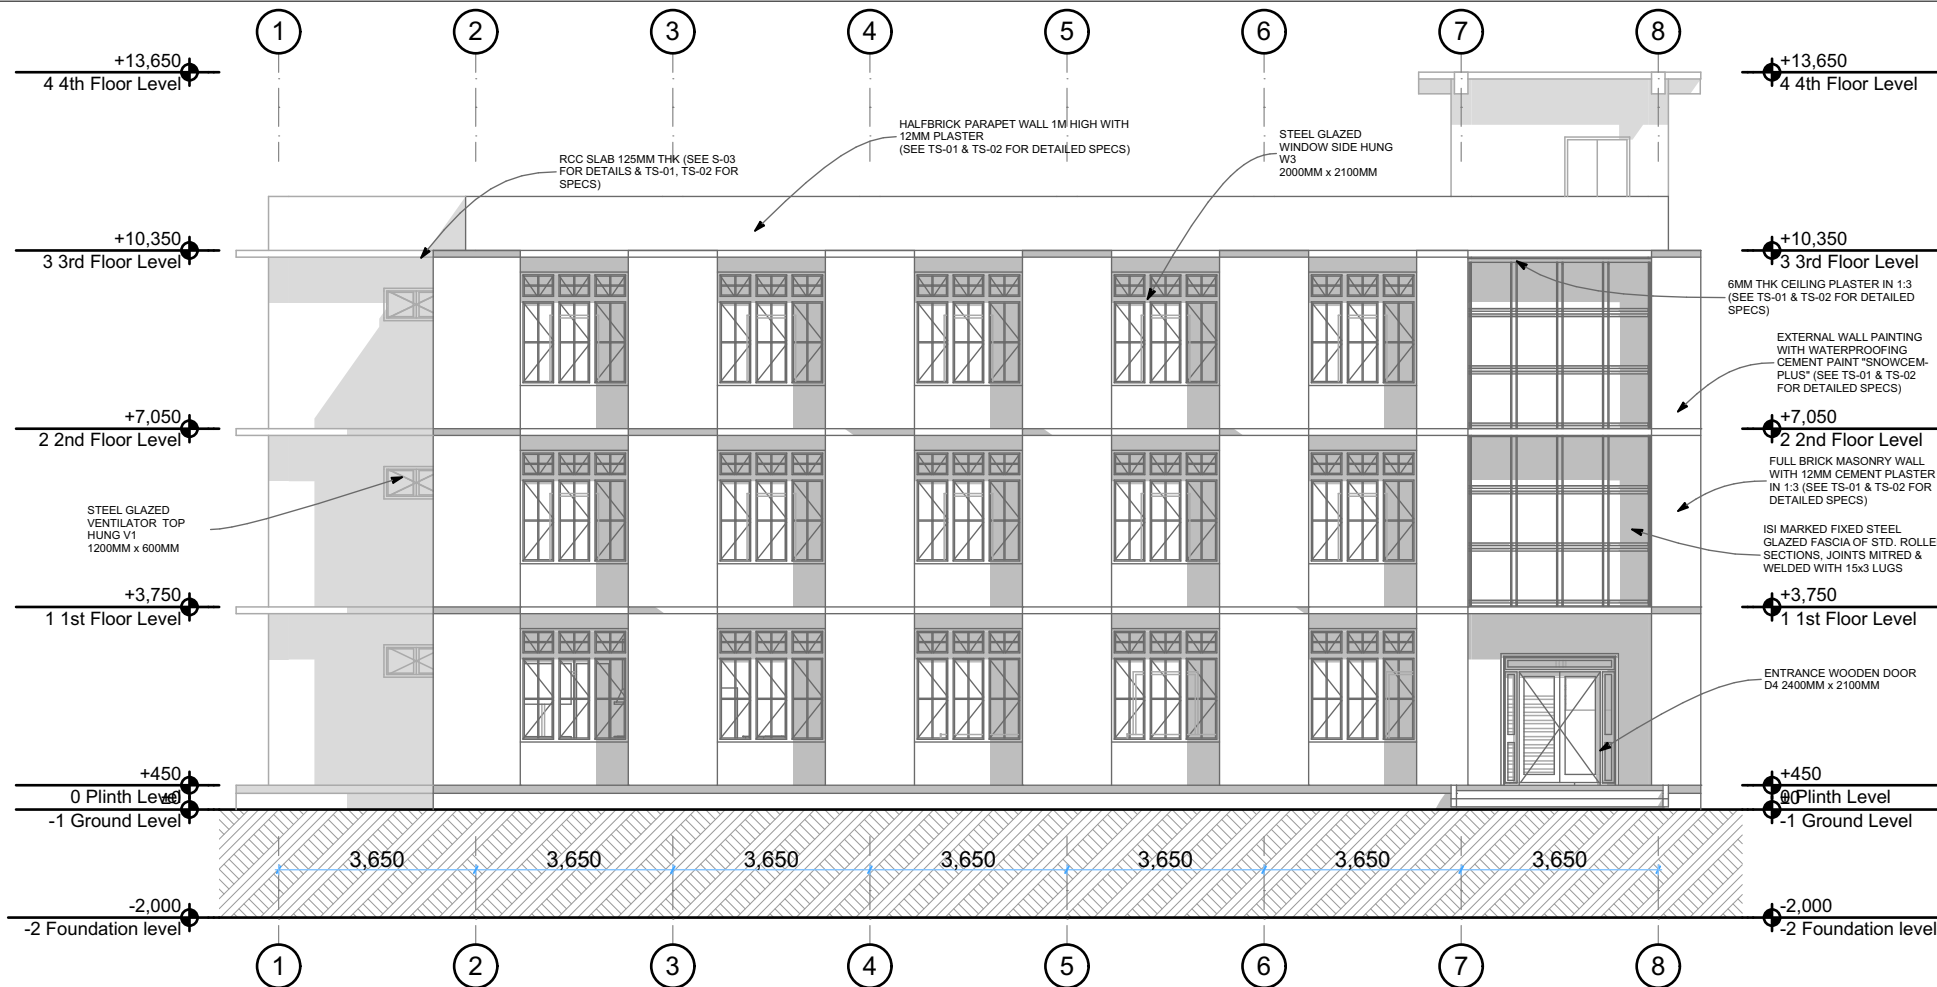 1 2 3 4 5 6 7 8
+13,650
4 4th Floor Level
+13,650
4 4th Floor Level
HALFBRICK PARAPET WALL 1M HIGH WITH
12MM PLASTER
(SEE TS-01 & TS-02 FOR DETAILED SPECS)
STEEL GLAZED
WINDOW SIDE HUNG
W3
2000MM x 2100MM
RCC SLAB 125MM THK (SEE S-03
FOR DETAILS & TS-01, TS-02 FOR
SPECS)
+10,350
3 3rd Floor Level
+10,350
3 3rd Floor Level
6MM THK CEILING PLASTER IN 1:3
(SEE TS-01 & TS-02 FOR DETAILED
SPECS)
EXTERNAL WALL PAINTING
WITH WATERPROOFING
CEMENT PAINT "SNOWCEM-
PLUS" (SEE TS-01 & TS-02
FOR DETAILED SPECS)
+7,050
2 2nd Floor Level
+7,050
2 2nd Floor Level
FULL BRICK MASONRY WALL
WITH 12MM CEMENT PLASTER
IN 1:3 (SEE TS-01 & TS-02 FOR
DETAILED SPECS)
STEEL GLAZED
VENTILATOR TOP
HUNG V1
1200MM x 600MM
ISI MARKED FIXED STEEL
GLAZED FASCIA OF STD. ROLLE
SECTIONS, JOINTS MITRED &
WELDED WITH 15x3 LUGS
+3,750
1 1st Floor Level
+3,750
1 1st Floor Level
ENTRANCE WOODEN DOOR
D4 2400MM x 2100MM
+450
0 Plinth Level
-1 Ground Level
+450
Plinth Level
-1 Ground Level
3,650 3,650 3,650 3,650 3,650 3,650 3,650
-2,000
-2 Foundation level
-2,000
-2 Foundation level
1 2 3 4 5 6 7 8